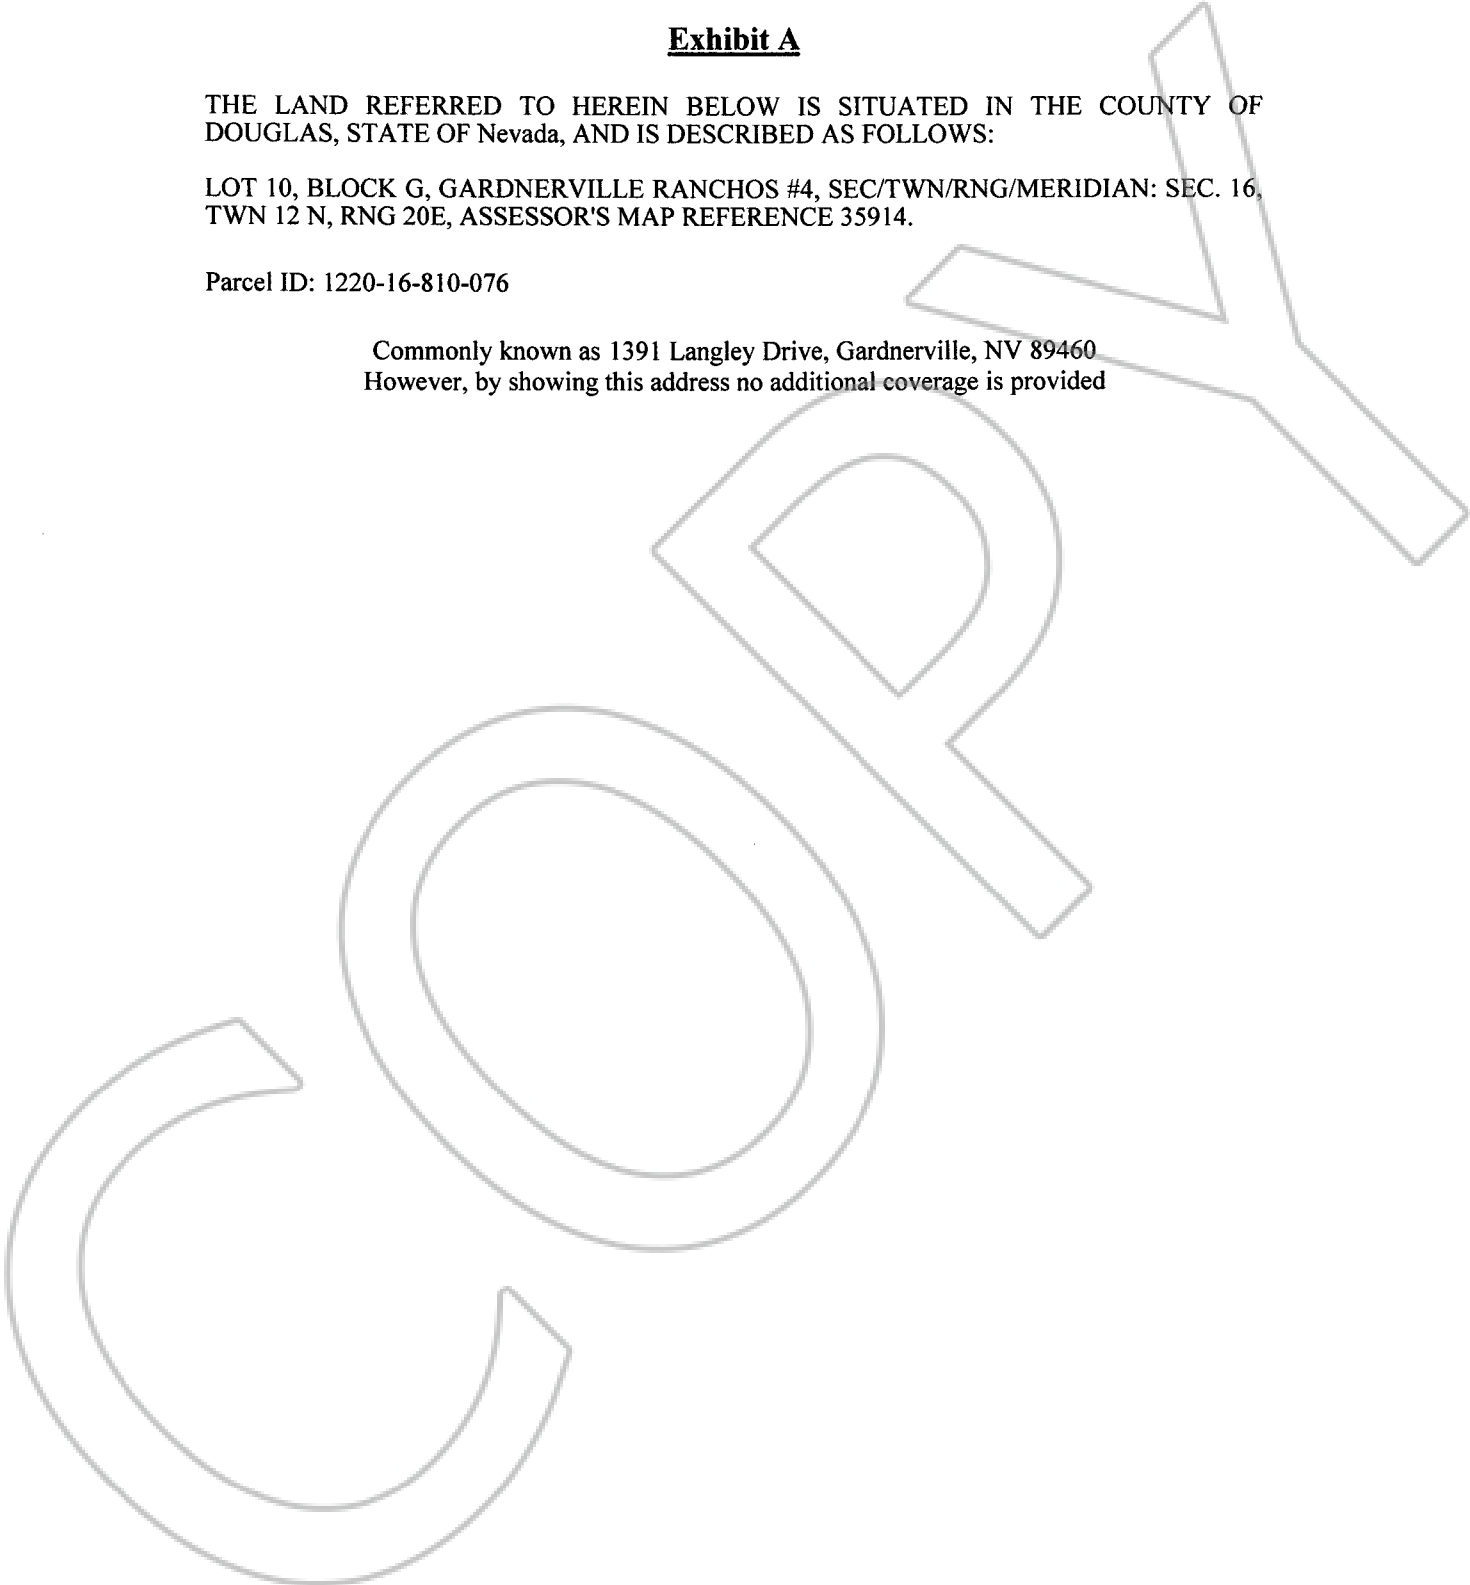 Exhibit A
THE LAND REFERRED TO HEREIN BELOW IS SITUATED IN THE COUNTY OF
DOUGLAS, STATE OF Nevada, AND IS DESCRIBED AS FOLLOWS:
LOT 10, BLOCK G, GARDNERVILLE RANCHOS #4, SEC/TWN/RNG/MERIDIAN: SEC. 16,
TWN 12 N, RNG 20E, ASSESSOR'S MAP REFERENCE 35914.
Parcel ID: 1220-16-810-076
Commonly known as 1391 Langley Drive, Gardnerville, NV 89460
However, by showing this address no additional coverage is provided
COPY